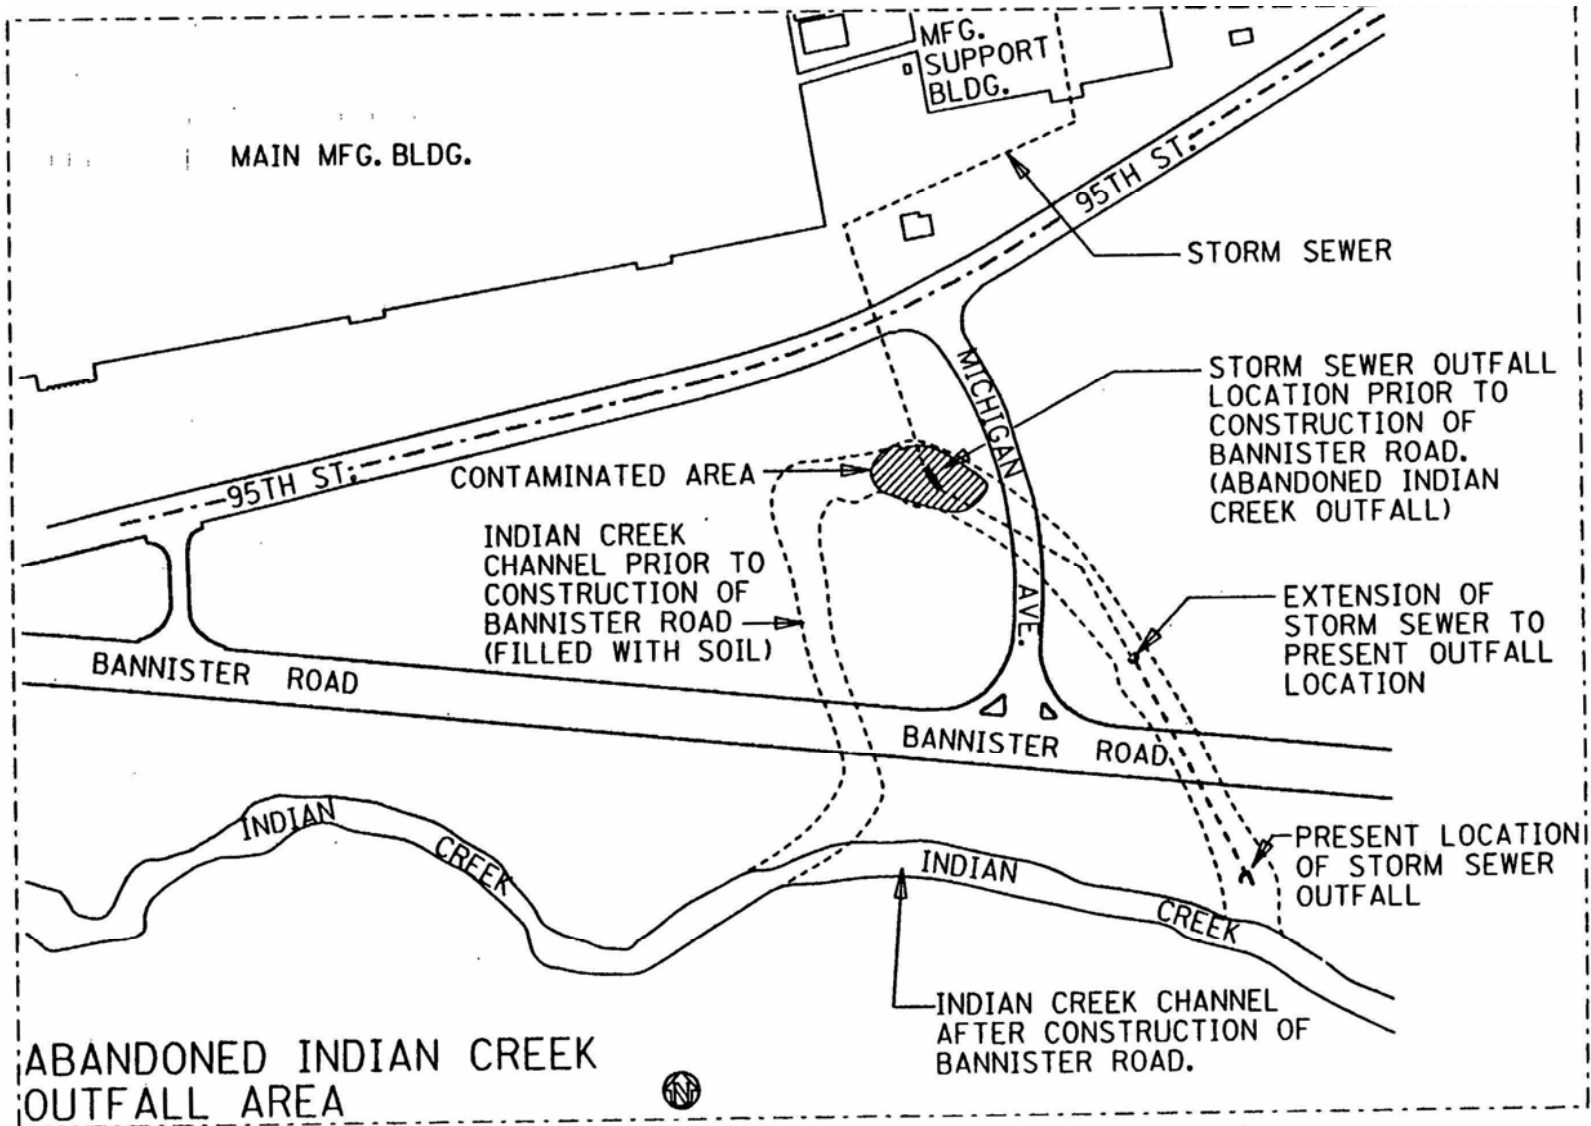 MFG.
SUPPORT
BLDG.
MAIN MFG. BLDG.
95TH ST.
STORM SEWER
MICHIGAN
AVE.
STORM SEWER OUTFALL
LOCATION PRIOR TO
CONSTRUCTION OF
BANNISTER ROAD.
(ABANDONED INDIAN
CREEK OUTFALL)
95TH ST.
CONTAMINATED AREA
INDIAN CREEK
CHANNEL PRIOR TO
CONSTRUCTION OF
BANNISTER ROAD
(FILLED WITH SOIL)
EXTENSION OF
STORM SEWER TO
PRESENT OUTFALL
LOCATION
BANNISTER ROAD
BANNISTER ROAD
INDIAN
CREEK
INDIAN
CREEK
PRESENT LOCATION
OF STORM SEWER
OUTFALL
INDIAN CREEK CHANNEL
AFTER CONSTRUCTION OF
BANNISTER ROAD.
ABANDONED INDIAN CREEK
OUTFALL AREA
N